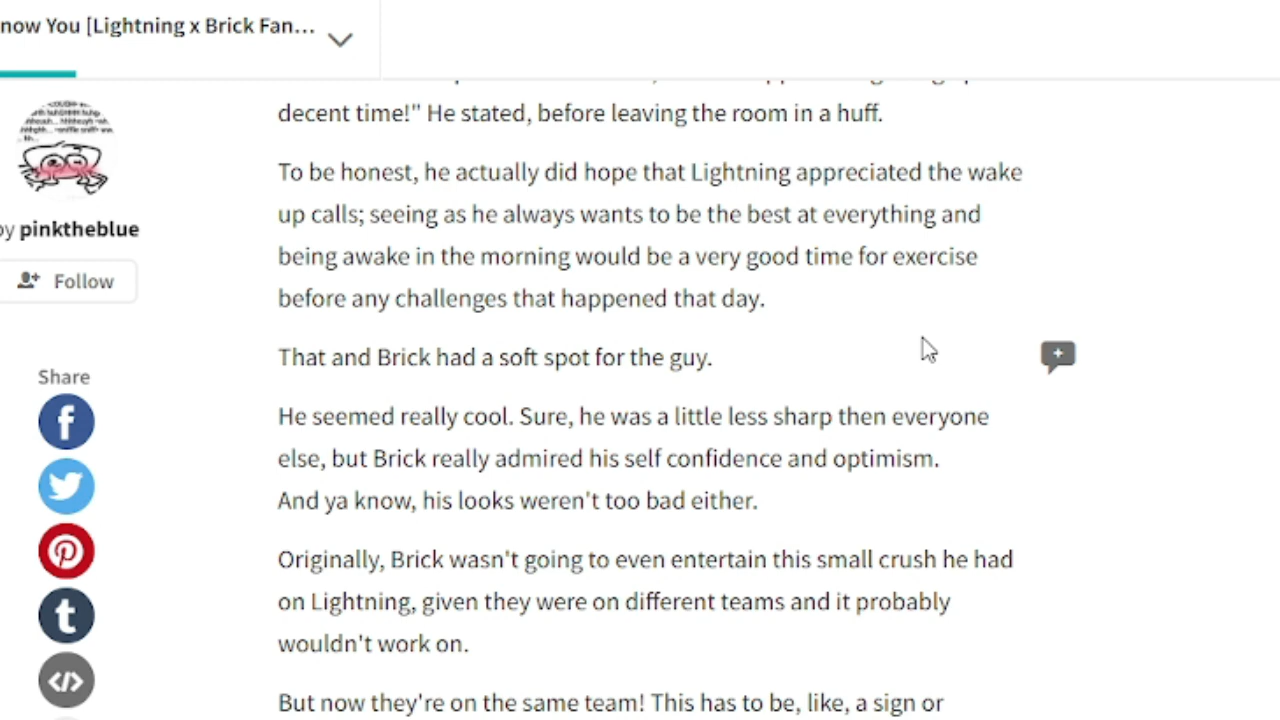 now You [Lightning x Brick Fan...
decent time!" He stated, before leaving the room in a huff.
To be honest, he actually did hope that Lightning appreciated the wake
up calls; seeing as he always wants to be the best at everything and
being awake in the morning would be a very good time for exercise
before any challenges that happened that day.
by pinktheblue
Follow
That and Brick had a soft spot for the guy.
Share
He seemed really cool. Sure, he was a little less sharp then everyone
else, but Brick really admired his self confidence and optimism.
And ya know, his looks weren't too bad either.
Originally, Brick wasn't going to even entertain this small crush he had
on Lightning, given they were on different teams and it probably
wouldn't work on.
But now they're on the same team! This has to be, like, a sign or